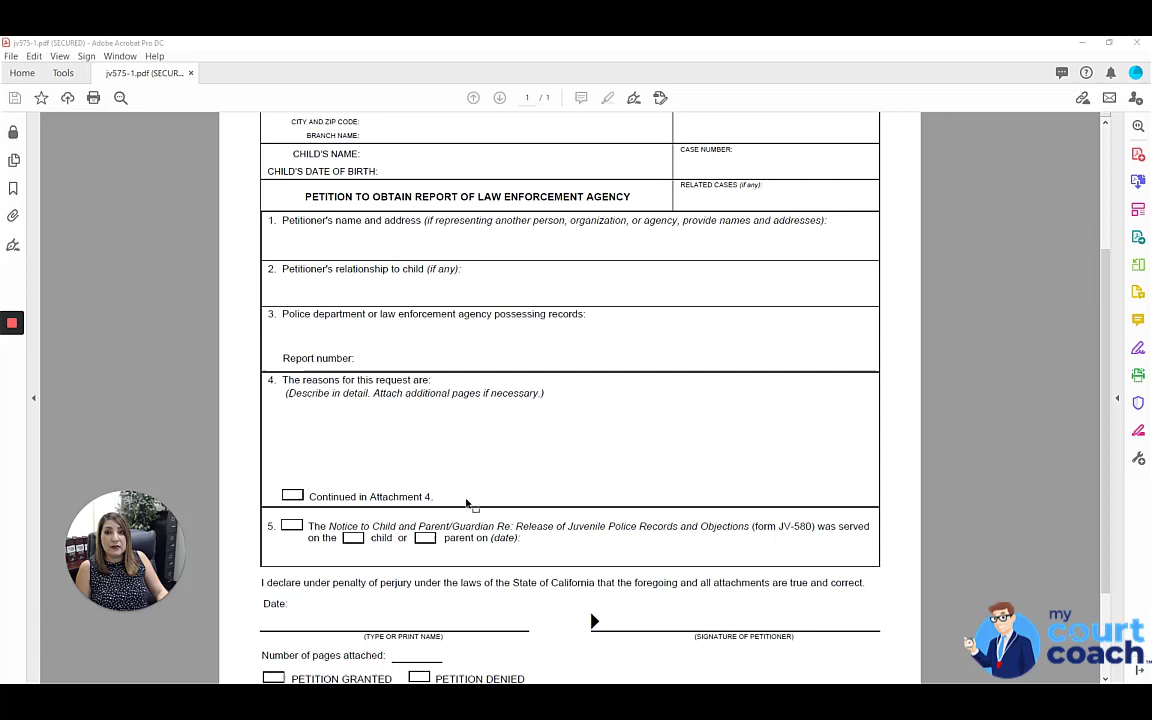 jv575-1.pdf (SECURED) - Adobe Acrobat Pro DC
File Edit View Sign Window Help
Home Tools jv575-1.pdf (SECUR... ×
1 / 1
CITY AND ZIP CODE:
BRANCH NAME:
CHILD'S NAME:
CASE NUMBER:
CHILD'S DATE OF BIRTH:
RELATED CASES (if any):
PETITION TO OBTAIN REPORT OF LAW ENFORCEMENT AGENCY
1. Petitioner's name and address (if representing another person, organization, or agency, provide names and addresses):
2. Petitioner's relationship to child (if any):
3. Police department or law enforcement agency possessing records:
Report number:
4. The reasons for this request are:
(Describe in detail. Attach additional pages if necessary.)
Continued in Attachment 4.
5. The Notice to Child and Parent/Guardian Re: Release of Juvenile Police Records and Objections (form JV-580) was served
on the child or parent on (date):
I declare under penalty of perjury under the laws of the State of California that the foregoing and all attachments are true and correct.
Date:
(TYPE OR PRINT NAME) (SIGNATURE OF PETITIONER)
Number of pages attached:
PETITION GRANTED PETITION DENIED
my
court
coach